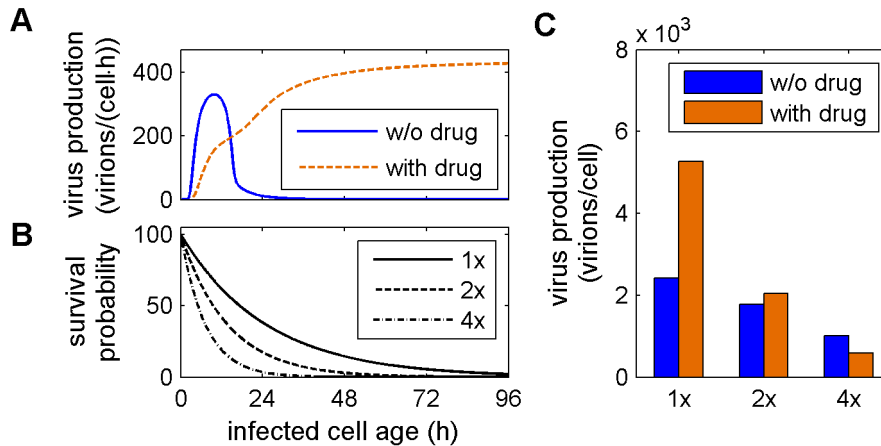 A
virus production
(virions/(cell·h))
400
200
0
w/o drug
with drug
B
survival
probability
100
50
0
1x
2x
4x
0
24
48
72
96
infected cell age (h)
C
x 10³
8
6
4
2
0
virus production
(virions/cell)
w/o drug
with drug
1x
2x
4x